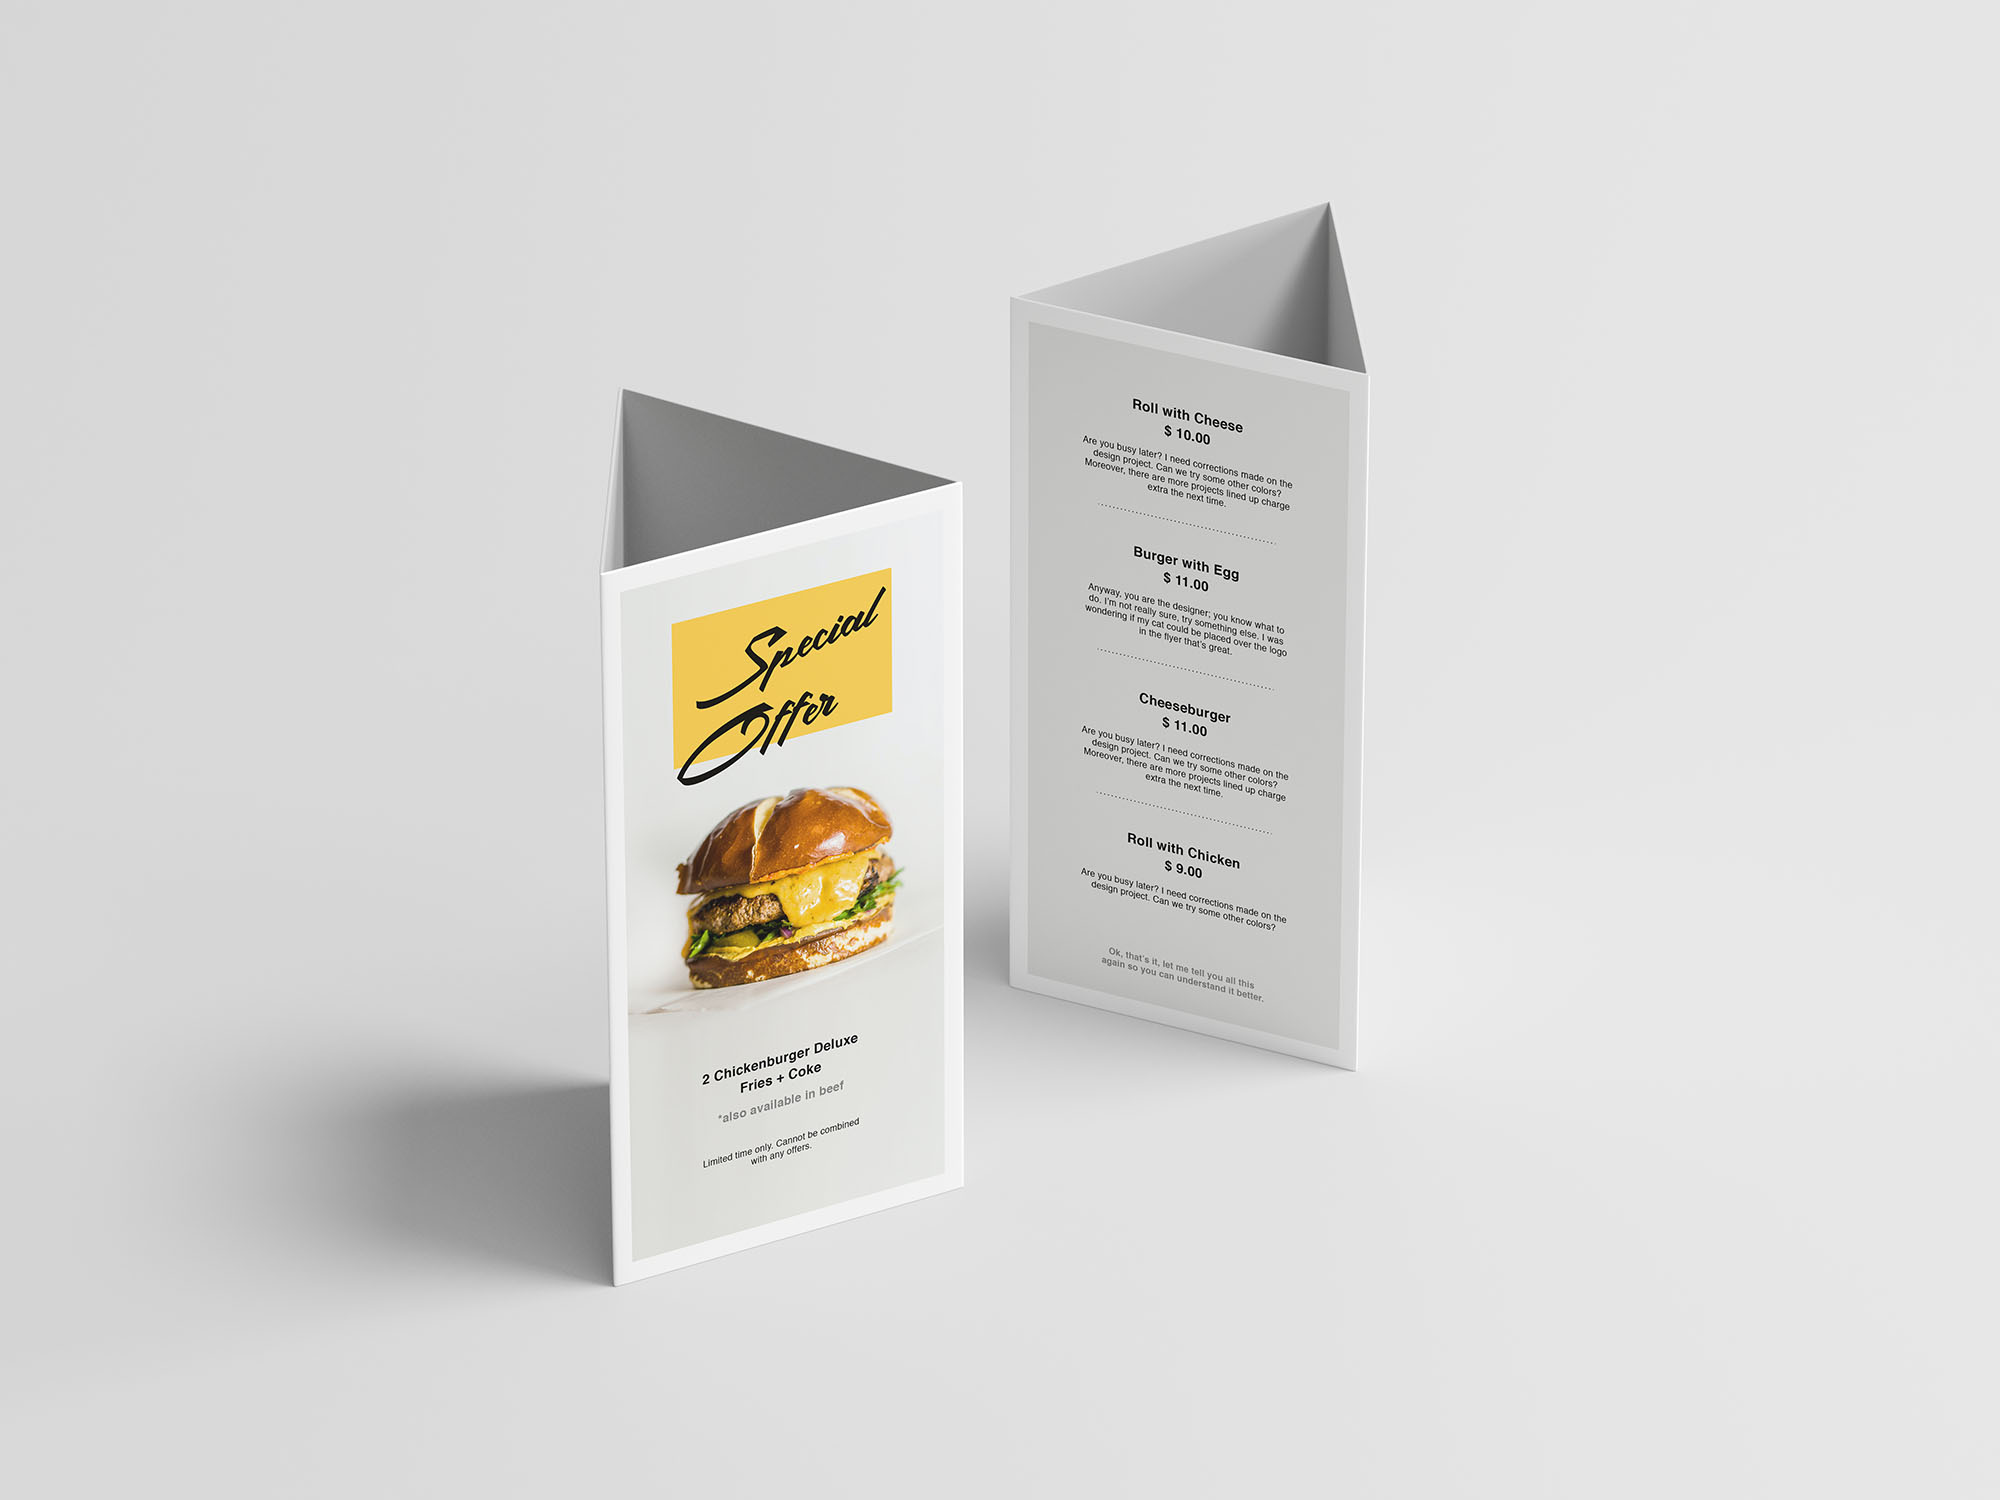 Special
Offer
2 Chickenburger Deluxe
Fries + Coke
*also available in beef
Limited time only. Cannot be combined
with any offers.
Roll with Cheese
$ 10.00
Are you busy later? I need corrections made on the
design project. Can we try some other colors?
Moreover, there are more projects lined up charge
extra the next time.
Burger with Egg
$ 11.00
Anyway, you are the designer; you know what to
do. I'm not really sure, try something else. I was
wondering if my cat could be placed over the logo
in the flyer that's great.
Cheeseburger
$ 11.00
Are you busy later? I need corrections made on the
design project. Can we try some other colors?
Moreover, there are more projects lined up charge
extra the next time.
Roll with Chicken
$ 9.00
Are you busy later? I need corrections made on the
design project. Can we try some other colors?
Ok, that's it, let me tell you all this
again so you can understand it better.